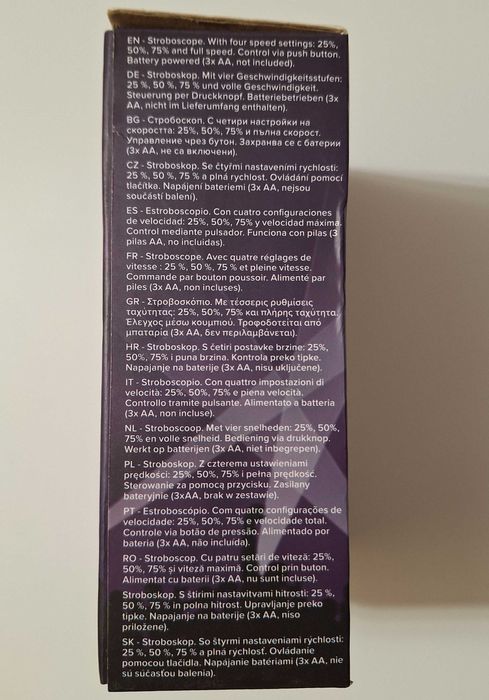 EN - Stroboscope. With four speed settings: 25%,
50%, 75% and full speed. Control via push button.
Battery powered (3x AA, not included).
DE - Stroboskop. Mit vier Geschwindigkeitsstufen:
25 %, 50 %, 75 % und volle Geschwindigkeit.
Steuerung per Druckknopf. Batteriebetrieben (3x
AA, nicht im Lieferumfang enthalten).
BG - Стробоскоп. С четири настройки на
скоростта: 25%, 50%, 75% и пълна скорост.
Управление чрез бутон. Захранва се с батерии
(3x AA, не са включени).
CZ - Stroboskop. Se čtyřmi nastaveními rychlosti:
25 %, 50 %, 75 % a plná rychlost. Ovládání pomocí
tlačítka. Napájení bateriemi (3x AA, nejsou
součástí balení).
ES - Estroboscopio. Con cuatro configuraciones
de velocidad: 25%, 50%, 75% y velocidad máxima.
Control mediante pulsador. Funciona con pilas (3
pilas AA, no incluidas).
FR - Stroboscope. Avec quatre réglages de
vitesse : 25 %, 50 %, 75 % et pleine vitesse.
Commande par bouton poussoir. Alimenté par
piles (3x AA, non incluses).
GR - Στροβοσκόπιο. Με τέσσερις ρυθμίσεις
ταχύτητας: 25%, 50%, 75% και πλήρης ταχύτητα.
Έλεγχος μέσω κουμπιού. Τροφοδοτείται από
μπαταρία (3x AA, δεν περιλαμβάνεται).
HR - Stroboskop. S četiri postavke brzine: 25%,
50%, 75% i puna brzina. Kontrola preko tipke.
Napajanje na baterije (3x AA, nisu uključene).
IT - Stroboscopio. Con quattro impostazioni di
velocità: 25%, 50%, 75% e piena velocità.
Controllo tramite pulsante. Alimentato a batteria
(3x AA, non incluse).
NL - Stroboscoop. Met vier snelheden: 25%, 50%,
75% en volle snelheid. Bediening via drukknop.
Werkt op batterijen (3x AA, niet inbegrepen).
PL - Stroboskop. Z czterema ustawieniami
prędkości: 25%, 50%, 75% i pełna prędkość.
Sterowanie za pomocą przycisku. Zasilany
bateryjnie (3xAA, brak w zestawie).
PT - Estroboscópio. Com quatro configurações de
velocidade: 25%, 50%, 75% e velocidade total.
Controle via botão de pressão. Alimentado por
bateria (3x AA, não incluída).
RO - Stroboscop. Cu patru setări de viteză: 25%,
50%, 75% și viteză maximă. Control prin buton.
Alimentat cu baterii (3x AA, nu sunt incluse).
Stroboskop. S štirimi nastavitvami hitrosti: 25 %,
50 %, 75 % in polna hitrost. Upravljanje preko
tipke. Napajanje na baterije (3x AA, niso
priložene).
SK - Stroboskop. So štyrmi nastaveniami rýchlosti:
25 %, 50 %, 75 % a plná rýchlosť. Ovládanie
pomocou tlačidla. Napájanie batériami (3x AA, nie
sú súčasťou balenia).